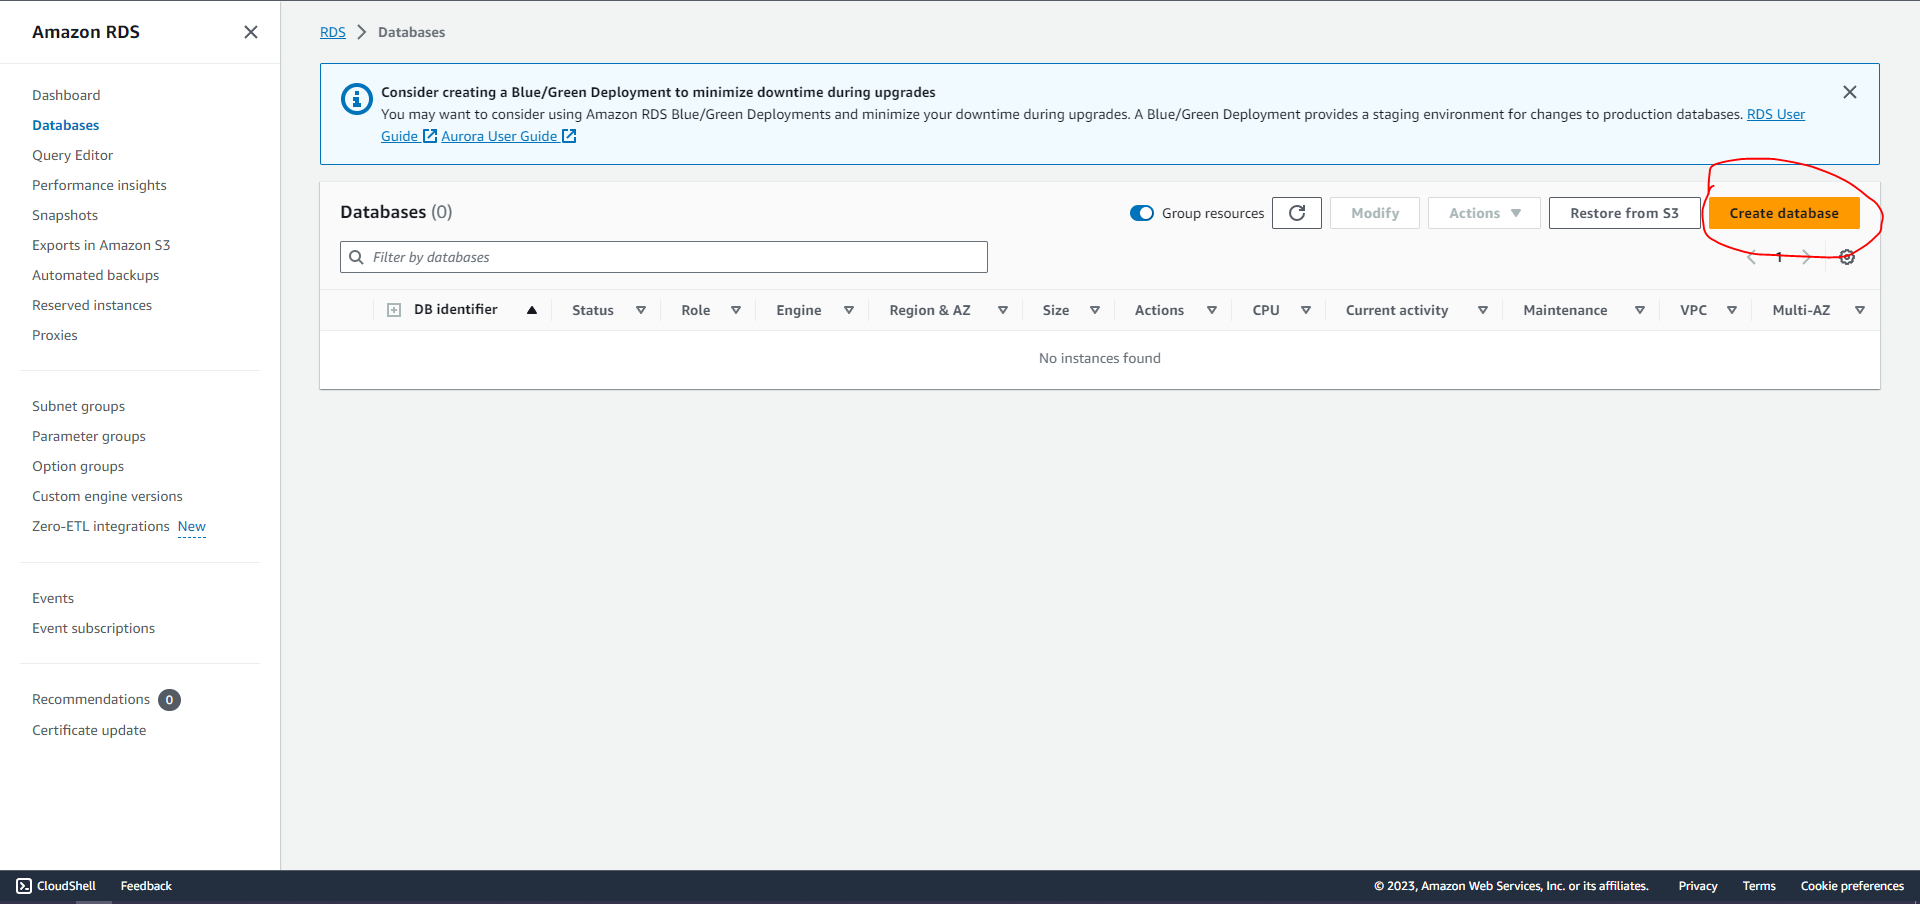 Amazon RDS
Dashboard
Databases
Query Editor
Performance insights
Snapshots
Exports in Amazon S3
Automated backups
Reserved instances
Proxies
Subnet groups
Parameter groups
Option groups
Custom engine versions
Zero-ETL integrations New
Events
Event subscriptions
Recommendations 0
Certificate update
RDS Databases
Consider creating a Blue/Green Deployment to minimize downtime during upgrades
You may want to consider using Amazon RDS Blue/Green Deployments and minimize your downtime during upgrades. A Blue/Green Deployment provides a staging environment for changes to production databases. RDS User
Guide Aurora User Guide
Databases (0) Group resources Modify Actions Restore from S3 Create database
Filter by databases 1
DB identifier Status Role Engine Region & AZ Size Actions CPU Current activity Maintenance VPC Multi-AZ
No instances found
CloudShell Feedback © 2023, Amazon Web Services, Inc. or its affiliates. Privacy Terms Cookie preferences